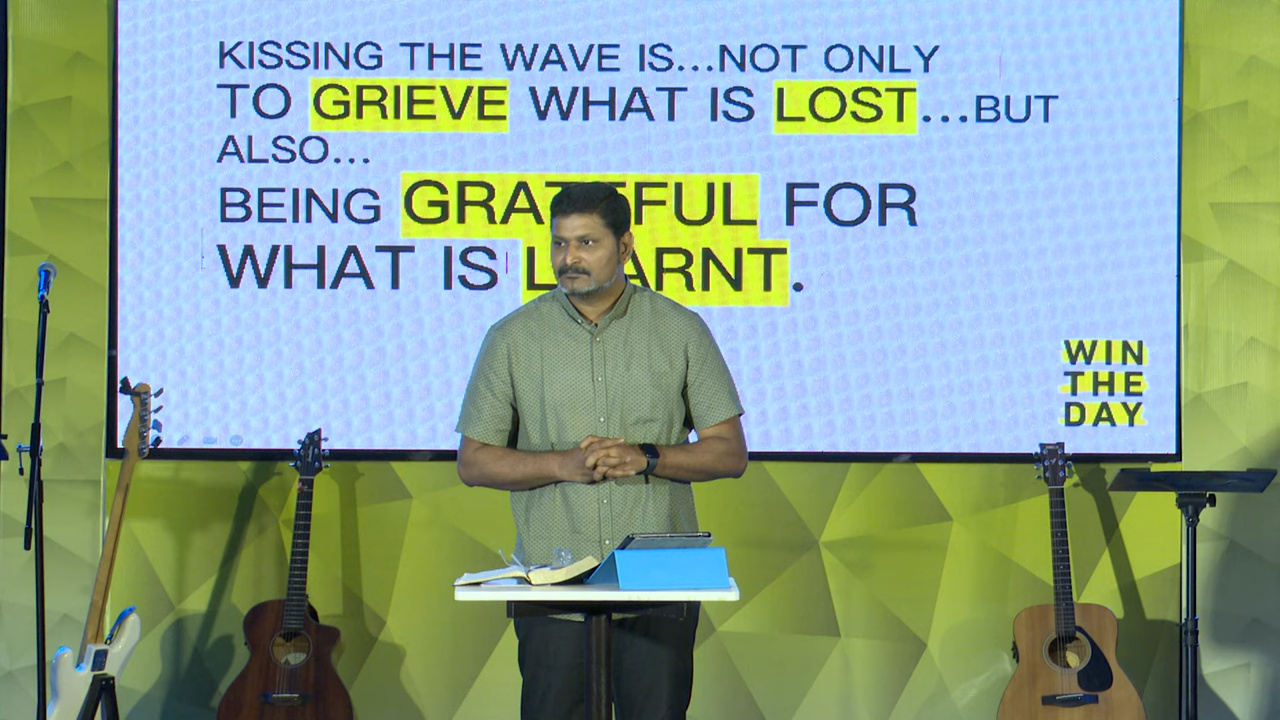 KISSING THE WAVE IS...NOT ONLY
TO GRIEVE WHAT IS LOST...BUT
ALSO...
BEING GRATEFUL FOR
WHAT IS LEARNT.
WIN
THE
DAY